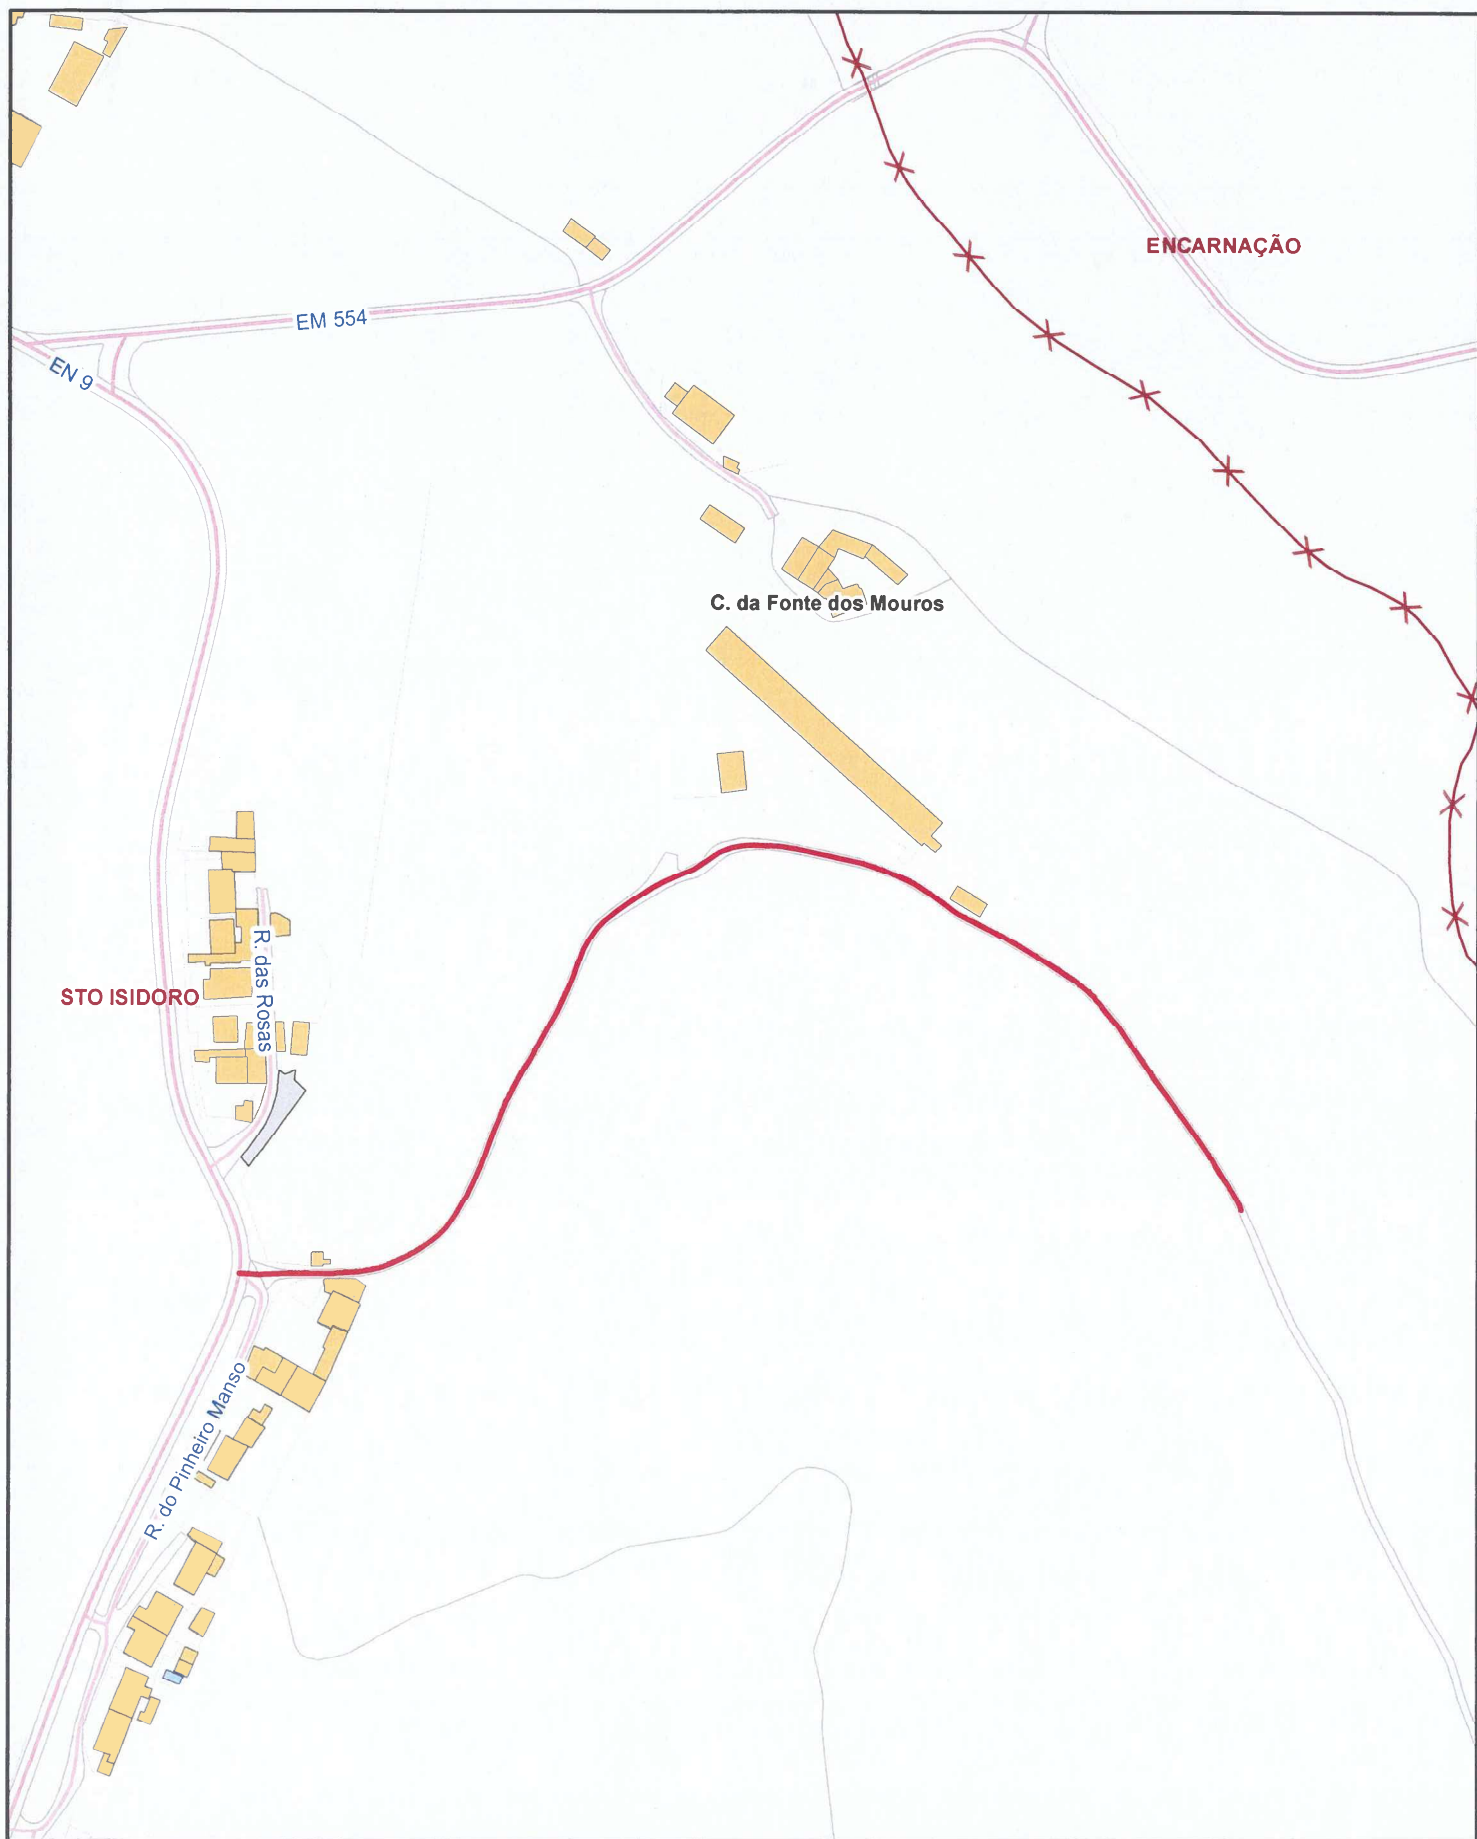 ENCARNAÇÃO
EM 554
EN 9
C. da Fonte dos Mouros
R. das Rosas
STO ISIDORO
R. do Pinheiro Manso